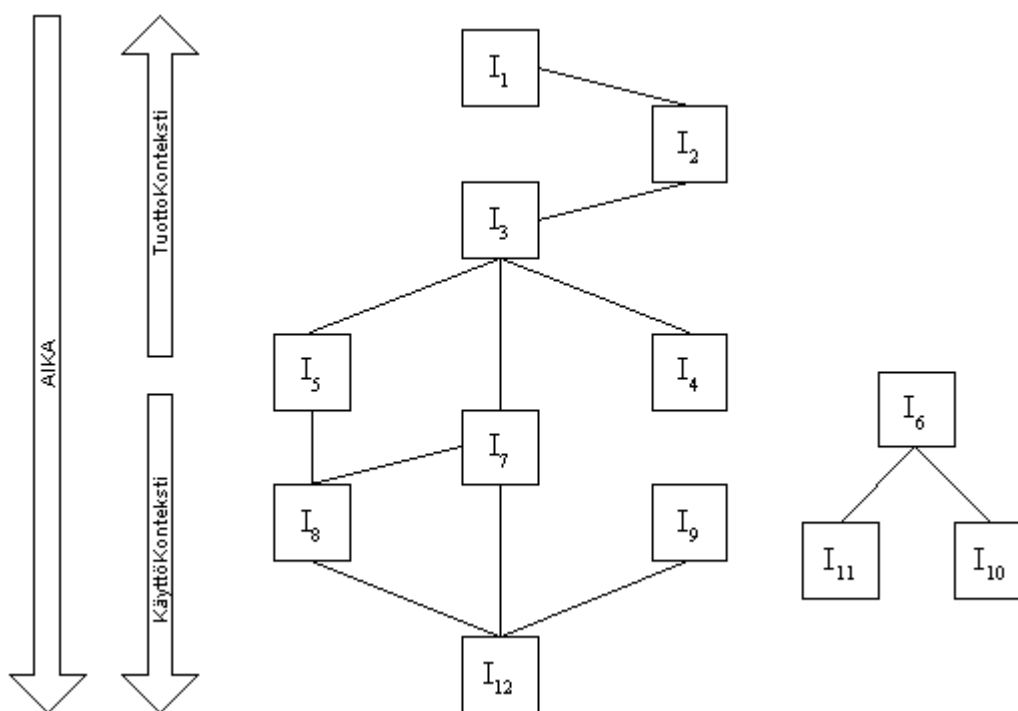 AIKA
TuottoKonteksti
KäyttöKonteksti
I1
I2
I3
I5
I4
I6
I7
I8
I9
I11
I10
I12